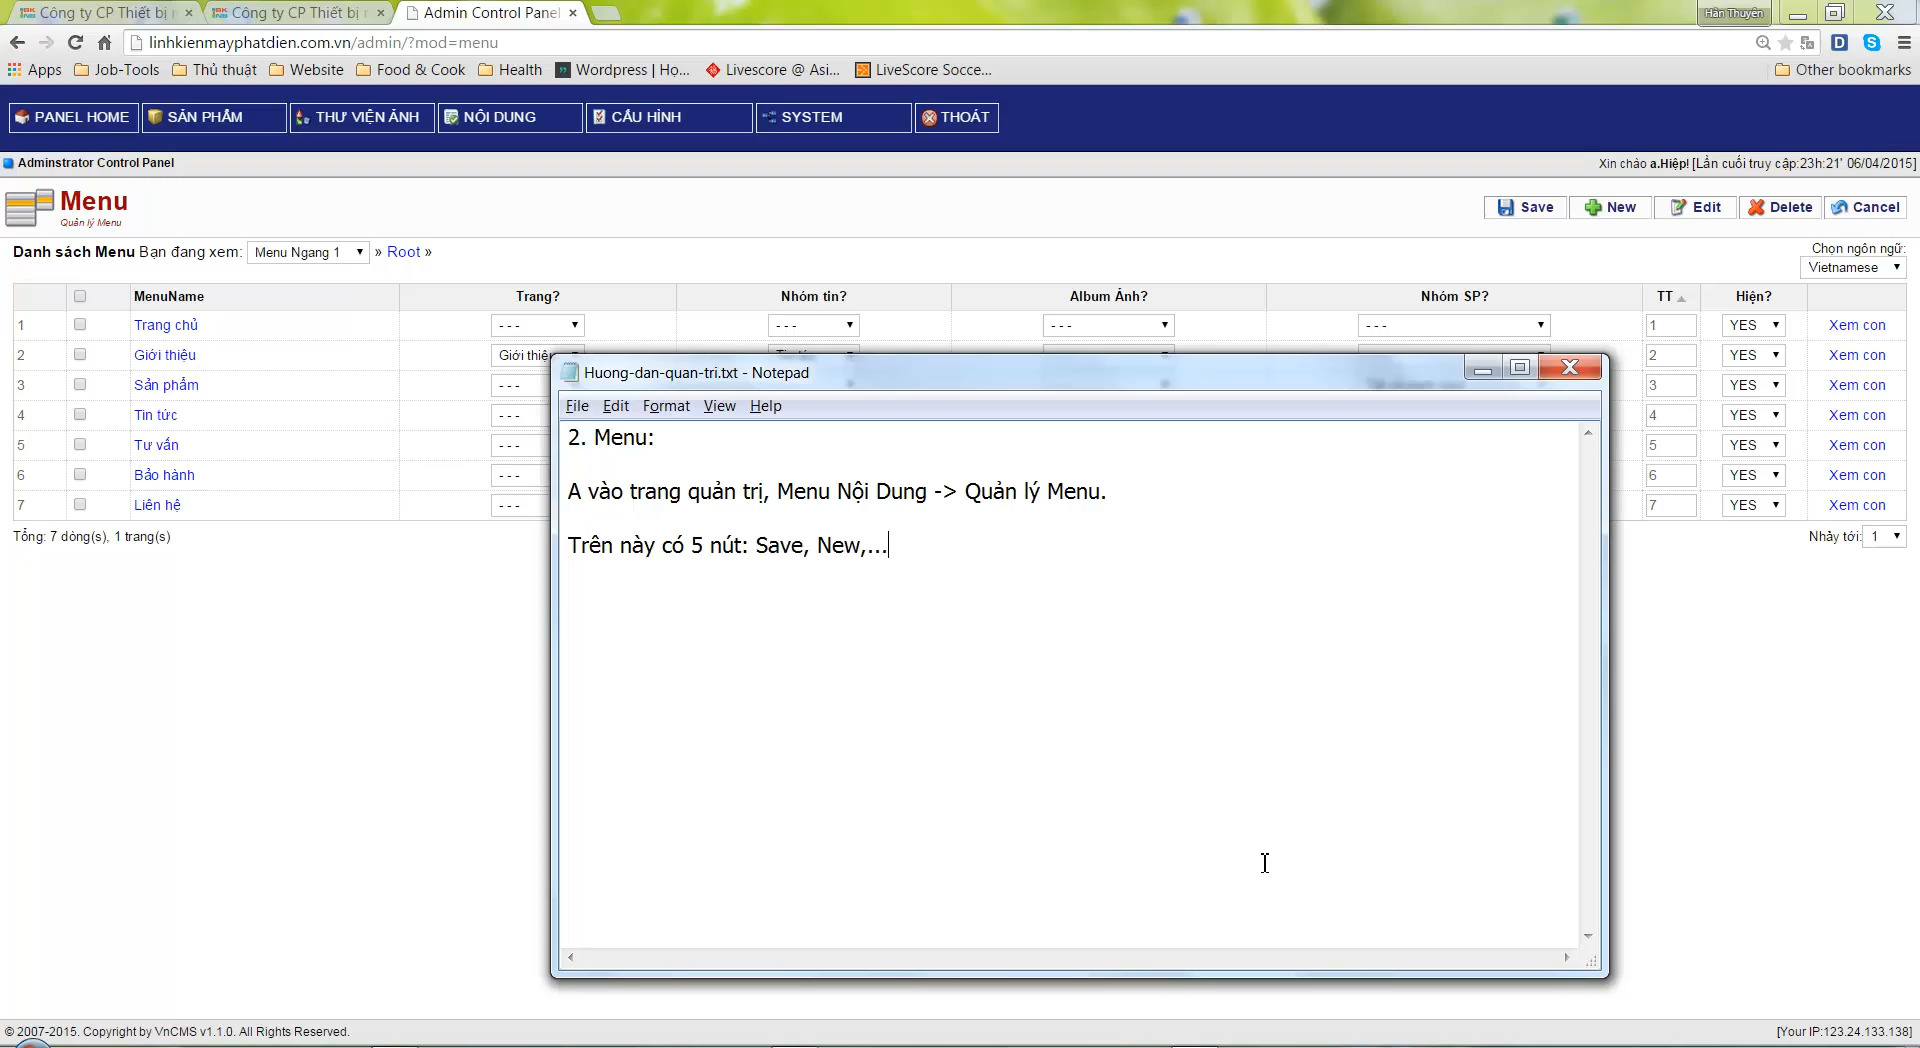 Công ty CP Thiết bị
Công ty CP Thiết bị
Admin Control Panel
Hàn Thuyên
linhkienmayphatdien.com.vn/admin/?mod=menu
Apps Job-Tools Thủ thuật Website Food & Cook Health Wordpress | Họ... Livescore @ Asi... LiveScore Socce... Other bookmarks
PANEL HOME SẢN PHẨM THƯ VIỆN ẢNH NỘI DUNG CẤU HÌNH SYSTEM THOÁT
Adminstrator Control Panel
Xin chào a.Hiệp! [Lần cuối truy cập:23h:21' 06/04/2015]
Menu
Quản lý Menu
Save New Edit Delete Cancel
Danh sách Menu Bạn đang xem: Menu Ngang 1 » Root »
Chọn ngôn ngữ:
Vietnamese
MenuName Trang? Nhóm tin? Album Ảnh? Nhóm SP? TT Hiện?
1 Trang chủ - - - - - - - - - - - - 1 YES Xem con
2 Giới thiệu Giới thiệu 2 YES Xem con
3 Sản phẩm - - - 3 YES Xem con
4 Tin tức - - - 4 YES Xem con
5 Tư vấn - - - 5 YES Xem con
6 Bảo hành - - - 6 YES Xem con
7 Liên hệ - - - 7 YES Xem con
Tổng: 7 dòng(s), 1 trang(s)
Nhảy tới: 1
Huong-dan-quan-tri.txt - Notepad
File Edit Format View Help
2. Menu:
A vào trang quản trị, Menu Nội Dung -> Quản lý Menu.
Trên này có 5 nút: Save, New,...
© 2007-2015. Copyright by VnCMS v1.1.0. All Rights Reserved.
[Your IP:123.24.133.138]